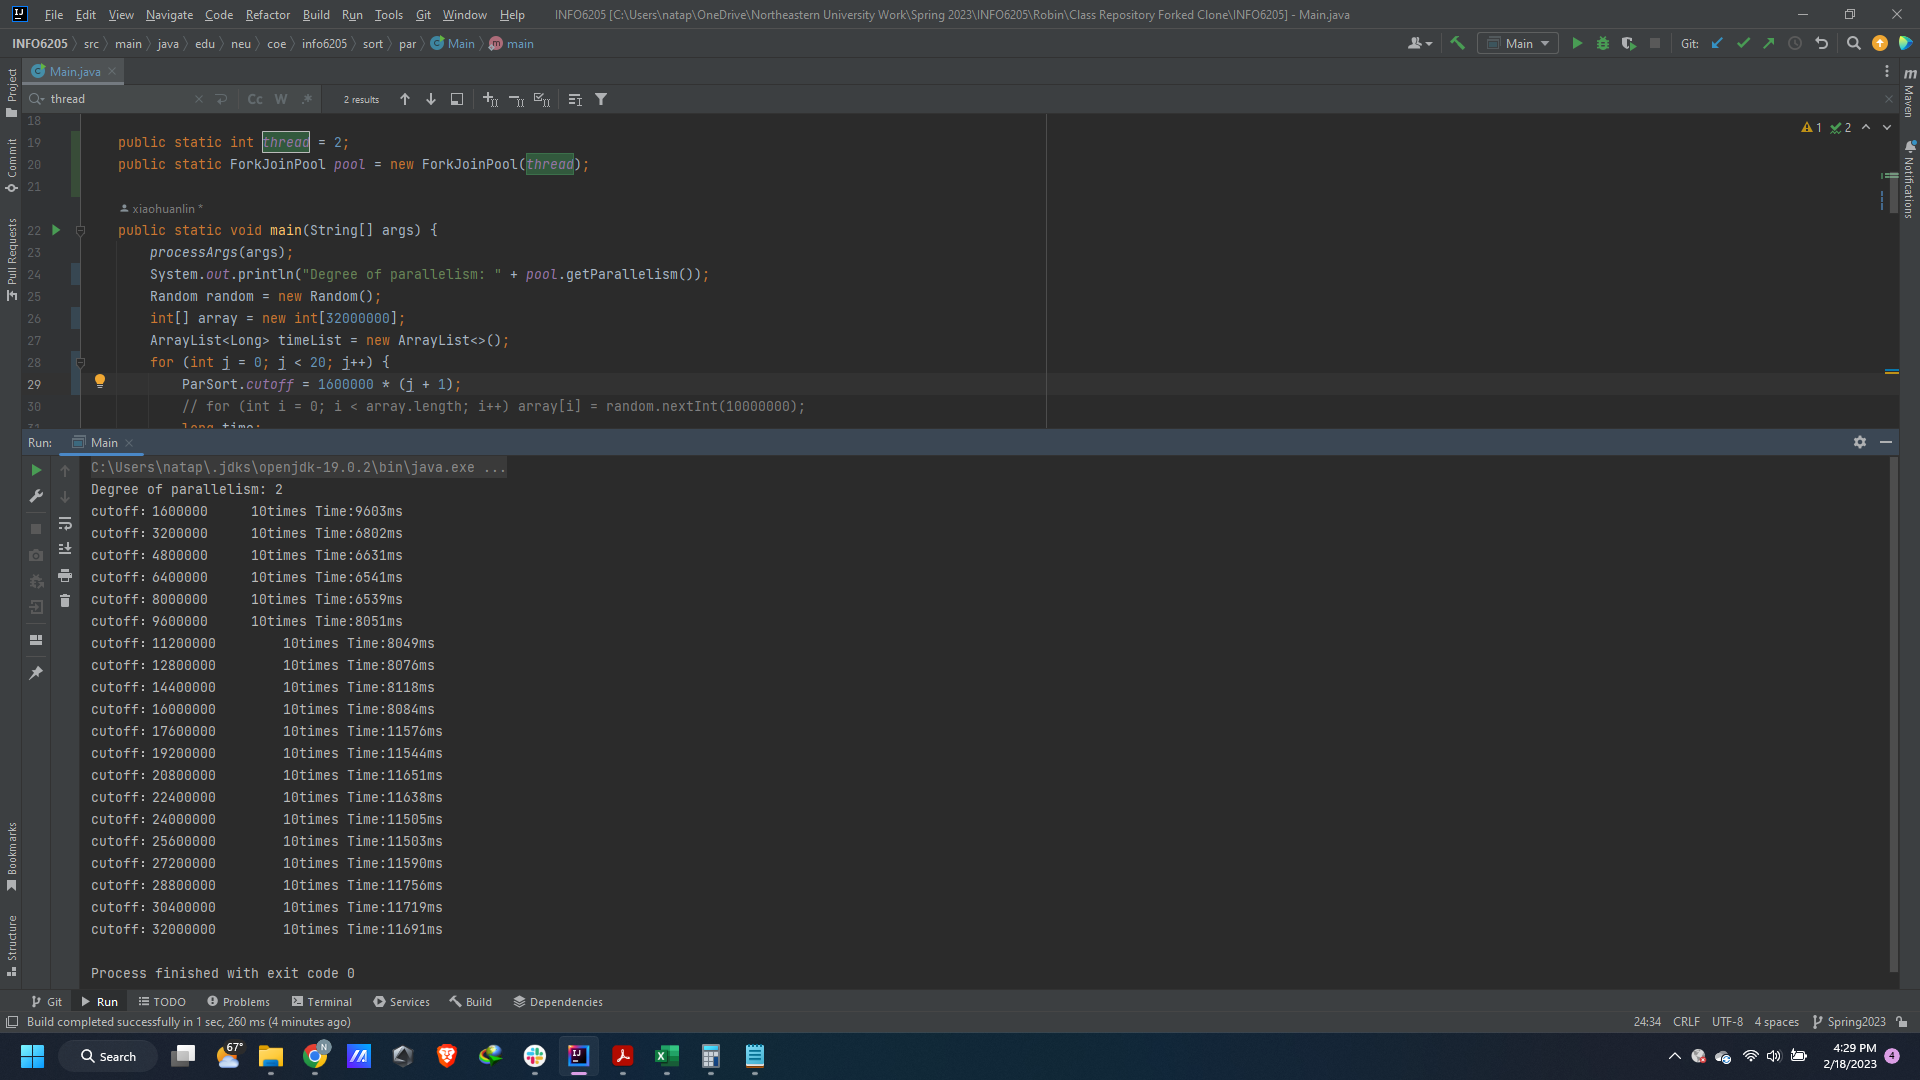 File Edit View Navigate Code Refactor Build Run Tools Git Window Help INFO6205 [C:\Users\natap\OneDrive\Northeastern University Work\Spring 2023\INFO6205\Robin\Class Repository Forked Clone\INFO6205] - Main.java
INFO6205 src main java edu neu coe info6205 sort par Main main Main Git:
Main.java
thread Cc W .* 2 results
18
19 public static int thread = 2; 1 2
20 public static ForkJoinPool pool = new ForkJoinPool(thread);
21
xiaohuanlin *
22 public static void main(String[] args) {
23 processArgs(args);
24 System.out.println("Degree of parallelism: " + pool.getParallelism());
25 Random random = new Random();
26 int[] array = new int[32000000];
27 ArrayList<Long> timeList = new ArrayList<>();
28 for (int j = 0; j < 20; j++) {
29 ParSort.cutoff = 1600000 * (j + 1);
30 // for (int i = 0; i < array.length; i++) array[i] = random.nextInt(10000000);
31 long time;
Run: Main
C:\Users\natap\.jdks\openjdk-19.0.2\bin\java.exe ...
Degree of parallelism: 2
cutoff: 1600000 10times Time:9603ms
cutoff: 3200000 10times Time:6802ms
cutoff: 4800000 10times Time:6631ms
cutoff: 6400000 10times Time:6541ms
cutoff: 8000000 10times Time:6539ms
cutoff: 9600000 10times Time:8051ms
cutoff: 11200000 10times Time:8049ms
cutoff: 12800000 10times Time:8076ms
cutoff: 14400000 10times Time:8118ms
cutoff: 16000000 10times Time:8084ms
cutoff: 17600000 10times Time:11576ms
cutoff: 19200000 10times Time:11544ms
cutoff: 20800000 10times Time:11651ms
cutoff: 22400000 10times Time:11638ms
cutoff: 24000000 10times Time:11505ms
cutoff: 25600000 10times Time:11503ms
cutoff: 27200000 10times Time:11590ms
cutoff: 28800000 10times Time:11756ms
cutoff: 30400000 10times Time:11719ms
cutoff: 32000000 10times Time:11691ms
Process finished with exit code 0
Project
Commit
Pull Requests
Bookmarks
Structure
m Maven
Notifications
Git Run TODO Problems Terminal Services Build Dependencies
Build completed successfully in 1 sec, 260 ms (4 minutes ago) 24:34 CRLF UTF-8 4 spaces Spring2023
Search 67° N 4:29 PM
2/18/2023 4